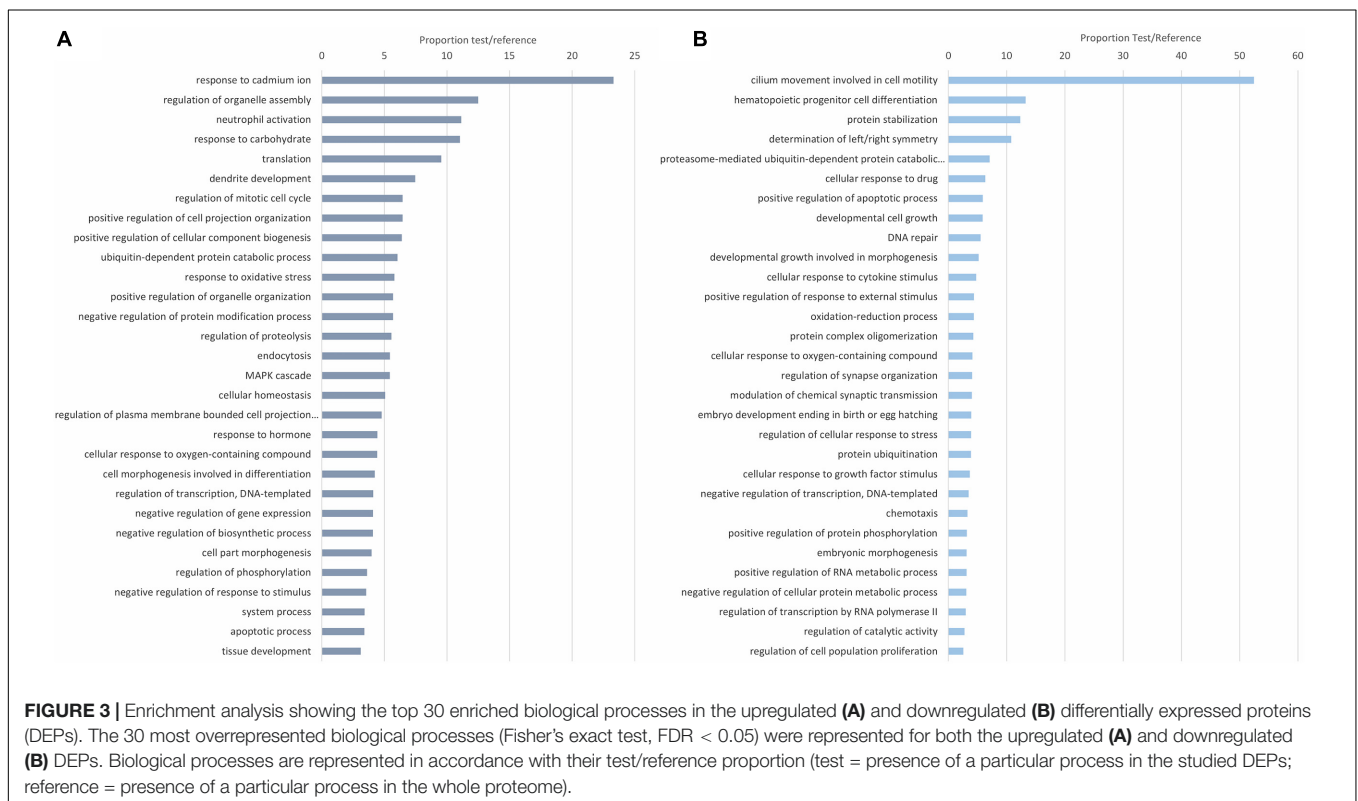 A
Proportion test/reference
0 5 10 15 20 25
response to cadmium ion
regulation of organelle assembly
neutrophil activation
response to carbohydrate
translation
dendrite development
regulation of mitotic cell cycle
positive regulation of cell projection organization
positive regulation of cellular component biogenesis
ubiquitin-dependent protein catabolic process
response to oxidative stress
positive regulation of organelle organization
negative regulation of protein modification process
regulation of proteolysis
endocytosis
MAPK cascade
cellular homeostasis
regulation of plasma membrane bounded cell projection...
response to hormone
cellular response to oxygen-containing compound
cell morphogenesis involved in differentiation
regulation of transcription, DNA-templated
negative regulation of gene expression
negative regulation of biosynthetic process
cell part morphogenesis
regulation of phosphorylation
negative regulation of response to stimulus
system process
apoptotic process
tissue development
B
Proportion Test/Reference
0 10 20 30 40 50 60
cilium movement involved in cell motility
hematopoietic progenitor cell differentiation
protein stabilization
determination of left/right symmetry
proteasome-mediated ubiquitin-dependent protein catabolic...
cellular response to drug
positive regulation of apoptotic process
developmental cell growth
DNA repair
developmental growth involved in morphogenesis
cellular response to cytokine stimulus
positive regulation of response to external stimulus
oxidation-reduction process
protein complex oligomerization
cellular response to oxygen-containing compound
regulation of synapse organization
modulation of chemical synaptic transmission
embryo development ending in birth or egg hatching
regulation of cellular response to stress
protein ubiquitination
cellular response to growth factor stimulus
negative regulation of transcription, DNA-templated
chemotaxis
positive regulation of protein phosphorylation
embryonic morphogenesis
positive regulation of RNA metabolic process
negative regulation of cellular protein metabolic process
regulation of transcription by RNA polymerase II
regulation of catalytic activity
regulation of cell population proliferation
FIGURE 3 | Enrichment analysis showing the top 30 enriched biological processes in the upregulated (A) and downregulated (B) differentially expressed proteins
(DEPs). The 30 most overrepresented biological processes (Fisher's exact test, FDR < 0.05) were represented for both the upregulated (A) and downregulated
(B) DEPs. Biological processes are represented in accordance with their test/reference proportion (test = presence of a particular process in the studied DEPs;
reference = presence of a particular process in the whole proteome).